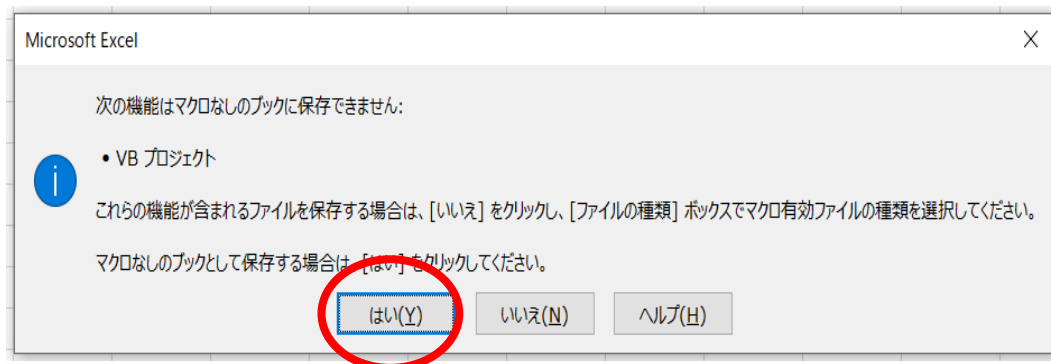 Microsoft Excel
次の機能はマクロなしのブックに保存できません:
• VB プロジェクト
これらの機能が含まれるファイルを保存する場合は、[いいえ] をクリックし、[ファイルの種類] ボックスでマクロ有効ファイルの種類を選択してください。
マクロなしのブックとして保存する場合は、[はい] をクリックしてください。
はい(Y) いいえ(N) ヘルプ(H)